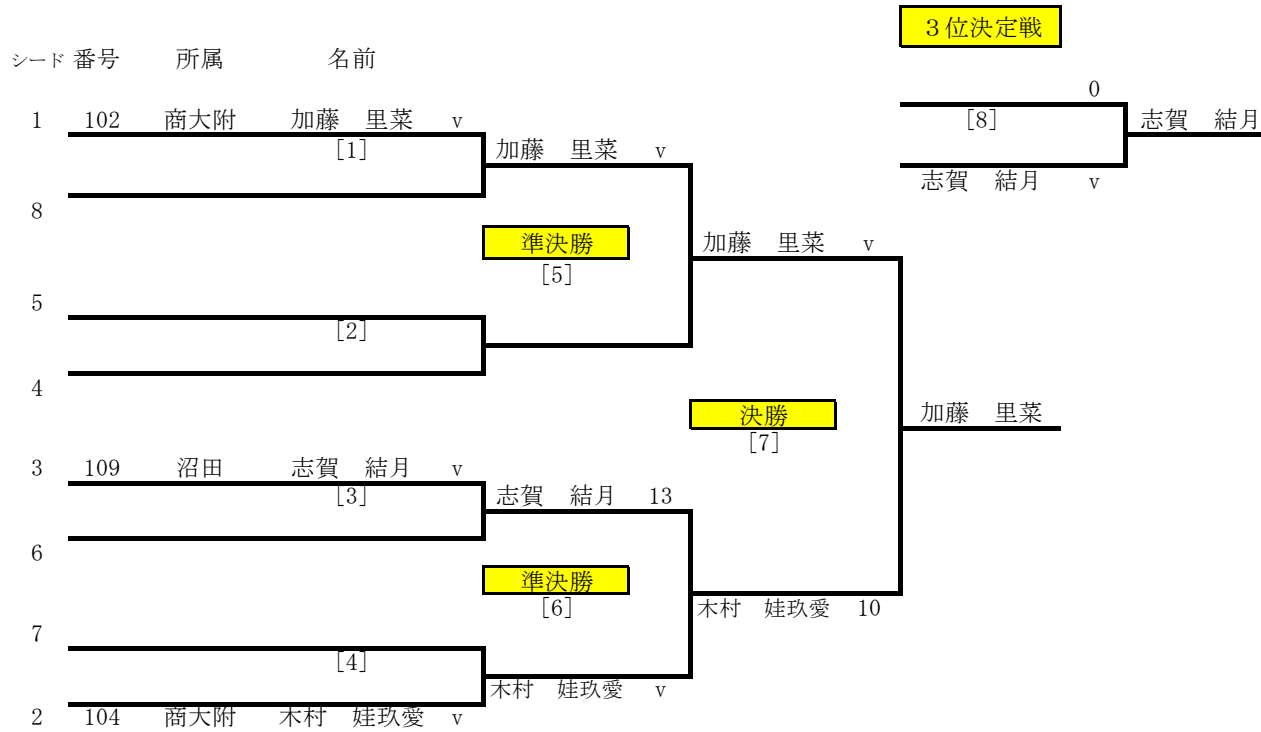 ３位決定戦
シード 番号 所属 名前
0
1 102 商大附 加藤 里菜 v
[8]
志賀 結月
[1]
加藤 里菜 v
志賀 結月 v
8
準決勝
加藤 里菜 v
[5]
5
[2]
4
決勝
加藤 里菜
[7]
3 109 沼田 志賀 結月 v
[3]
志賀 結月 13
6
準決勝
[6]
木村 娃玖愛 10
7
[4]
木村 娃玖愛 v
2 104 商大附 木村 娃玖愛 v